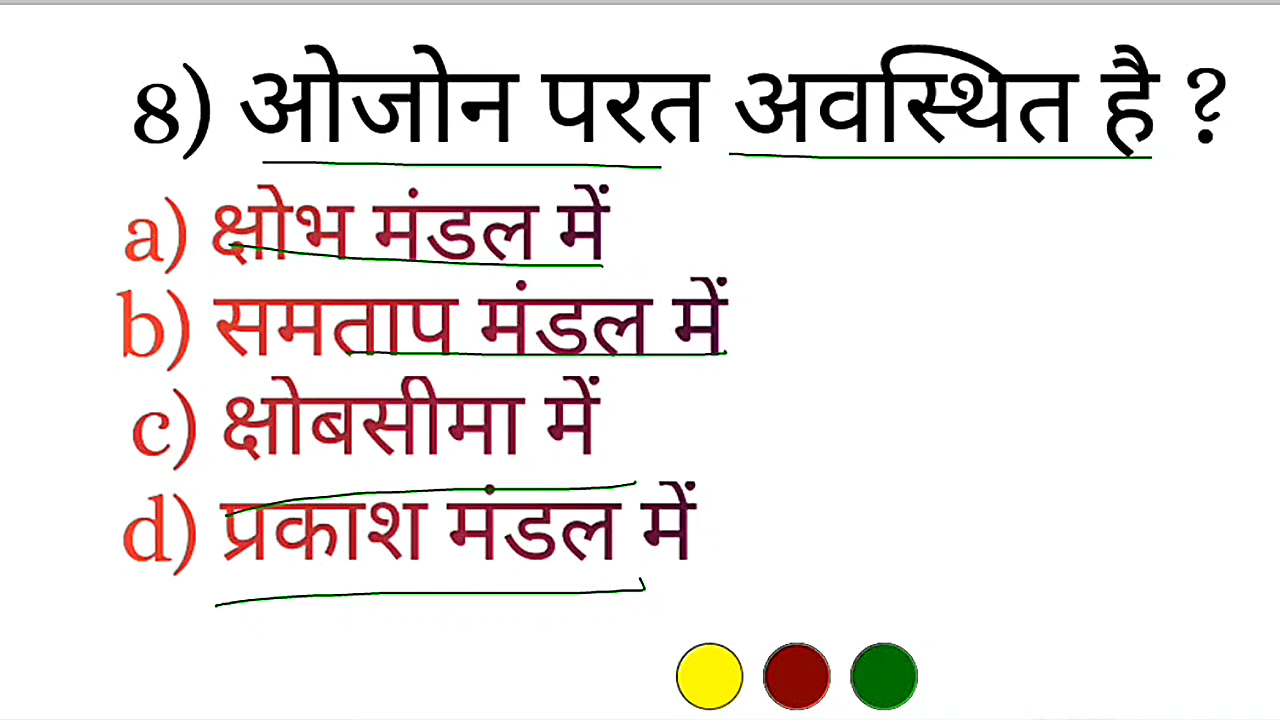 8) ओजोन परत अवस्थित है ?
a) क्षोभ मंडल में
b) समताप मंडल में
c) क्षोबसीमा में
d) प्रकाश मंडल में